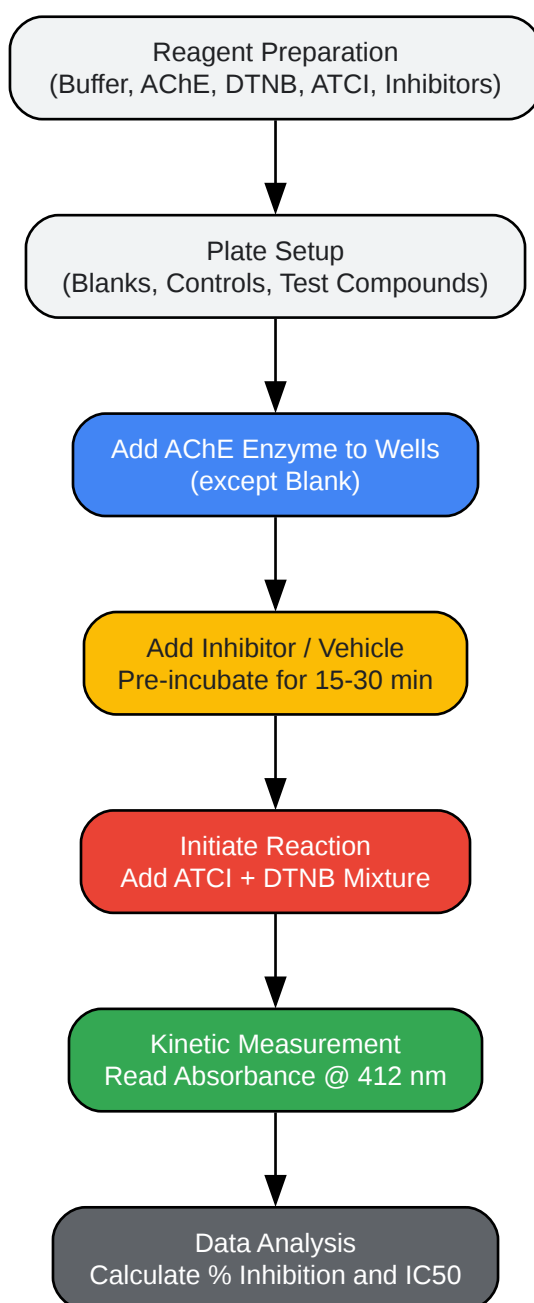 Reagent Preparation
(Buffer, AChE, DTNB, ATCI, Inhibitors)
Plate Setup
(Blanks, Controls, Test Compounds)
Add AChE Enzyme to Wells
(except Blank)
Add Inhibitor / Vehicle
Pre-incubate for 15-30 min
Initiate Reaction
Add ATCI + DTNB Mixture
Kinetic Measurement
Read Absorbance @ 412 nm
Data Analysis
Calculate % Inhibition and IC50